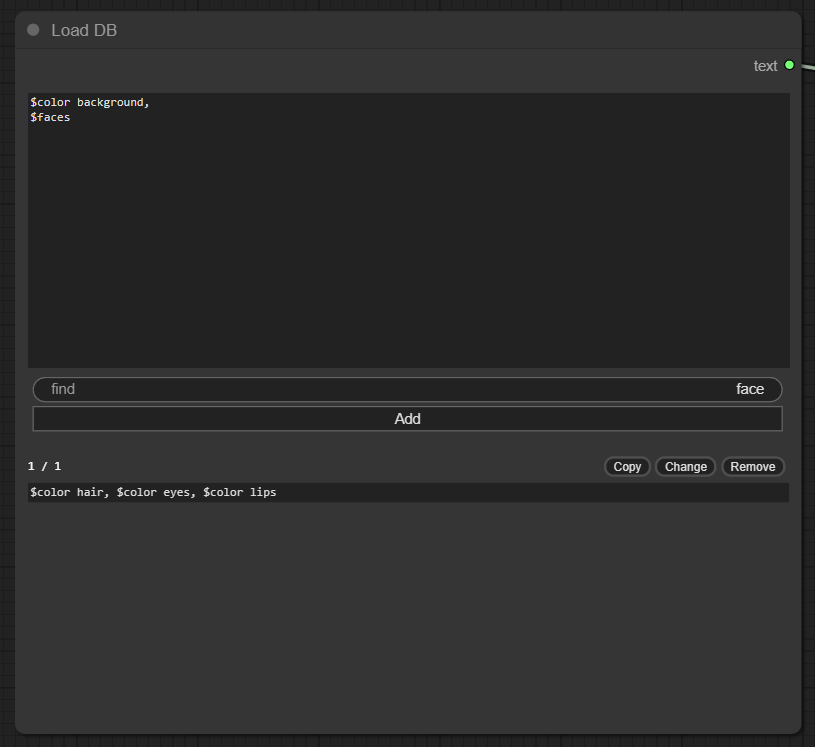 Load DB
text
$color background,
$faces
find face
Add
1 / 1 Copy Change Remove
$color hair, $color eyes, $color lips